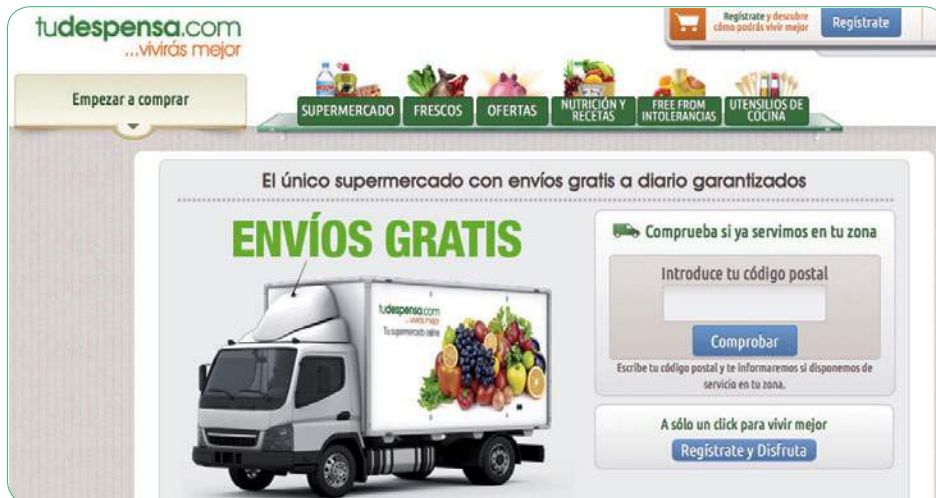 tudespensa.com
...vivirás mejor
Regístrate y descubre
cómo podrás vivir mejor
Regístrate
Empezar a comprar
SUPERMERCADO
FRESCOS
OFERTAS
NUTRICIÓN Y
RECETAS
FREE FROM
INTOLERANCIAS
UTENSILIOS DE
COCINA
El único supermercado con envíos gratis a diario garantizados
ENVÍOS GRATIS
tudespensa.com
...vivirás mejor
Tu supermercado online
Comprueba si ya servimos en tu zona
Introduce tu código postal
Comprobar
Escribe tu código postal y te informaremos si disponemos de
servicio en tu zona.
A sólo un click para vivir mejor
Regístrate y Disfruta